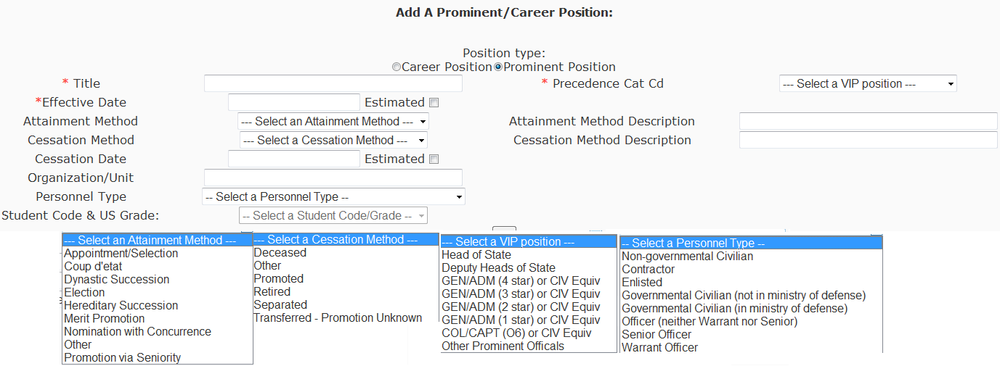 Add A Prominent/Career Position:
Position type:
Career Position Prominent Position
* Title * Precedence Cat Cd --- Select a VIP position ---
*Effective Date Estimated
Attainment Method --- Select an Attainment Method --- Attainment Method Description
Cessation Method --- Select a Cessation Method --- Cessation Method Description
Cessation Date Estimated
Organization/Unit
Personnel Type -- Select a Personnel Type --
Student Code & US Grade: -- Select a Student Code/Grade --
--- Select an Attainment Method ---
Appointment/Selection
Coup d'etat
Dynastic Succession
Election
Hereditary Succession
Merit Promotion
Nomination with Concurrence
Other
Promotion via Seniority
--- Select a Cessation Method ---
Deceased
Other
Promoted
Retired
Separated
Transferred - Promotion Unknown
--- Select a VIP position ---
Head of State
Deputy Heads of State
GEN/ADM (4 star) or CIV Equiv
GEN/ADM (3 star) or CIV Equiv
GEN/ADM (2 star) or CIV Equiv
GEN/ADM (1 star) or CIV Equiv
COL/CAPT (O6) or CIV Equiv
Other Prominent Officals
-- Select a Personnel Type --
Non-governmental Civilian
Contractor
Enlisted
Governmental Civilian (not in ministry of defense)
Governmental Civilian (in ministry of defense)
Officer (neither Warrant nor Senior)
Senior Officer
Warrant Officer